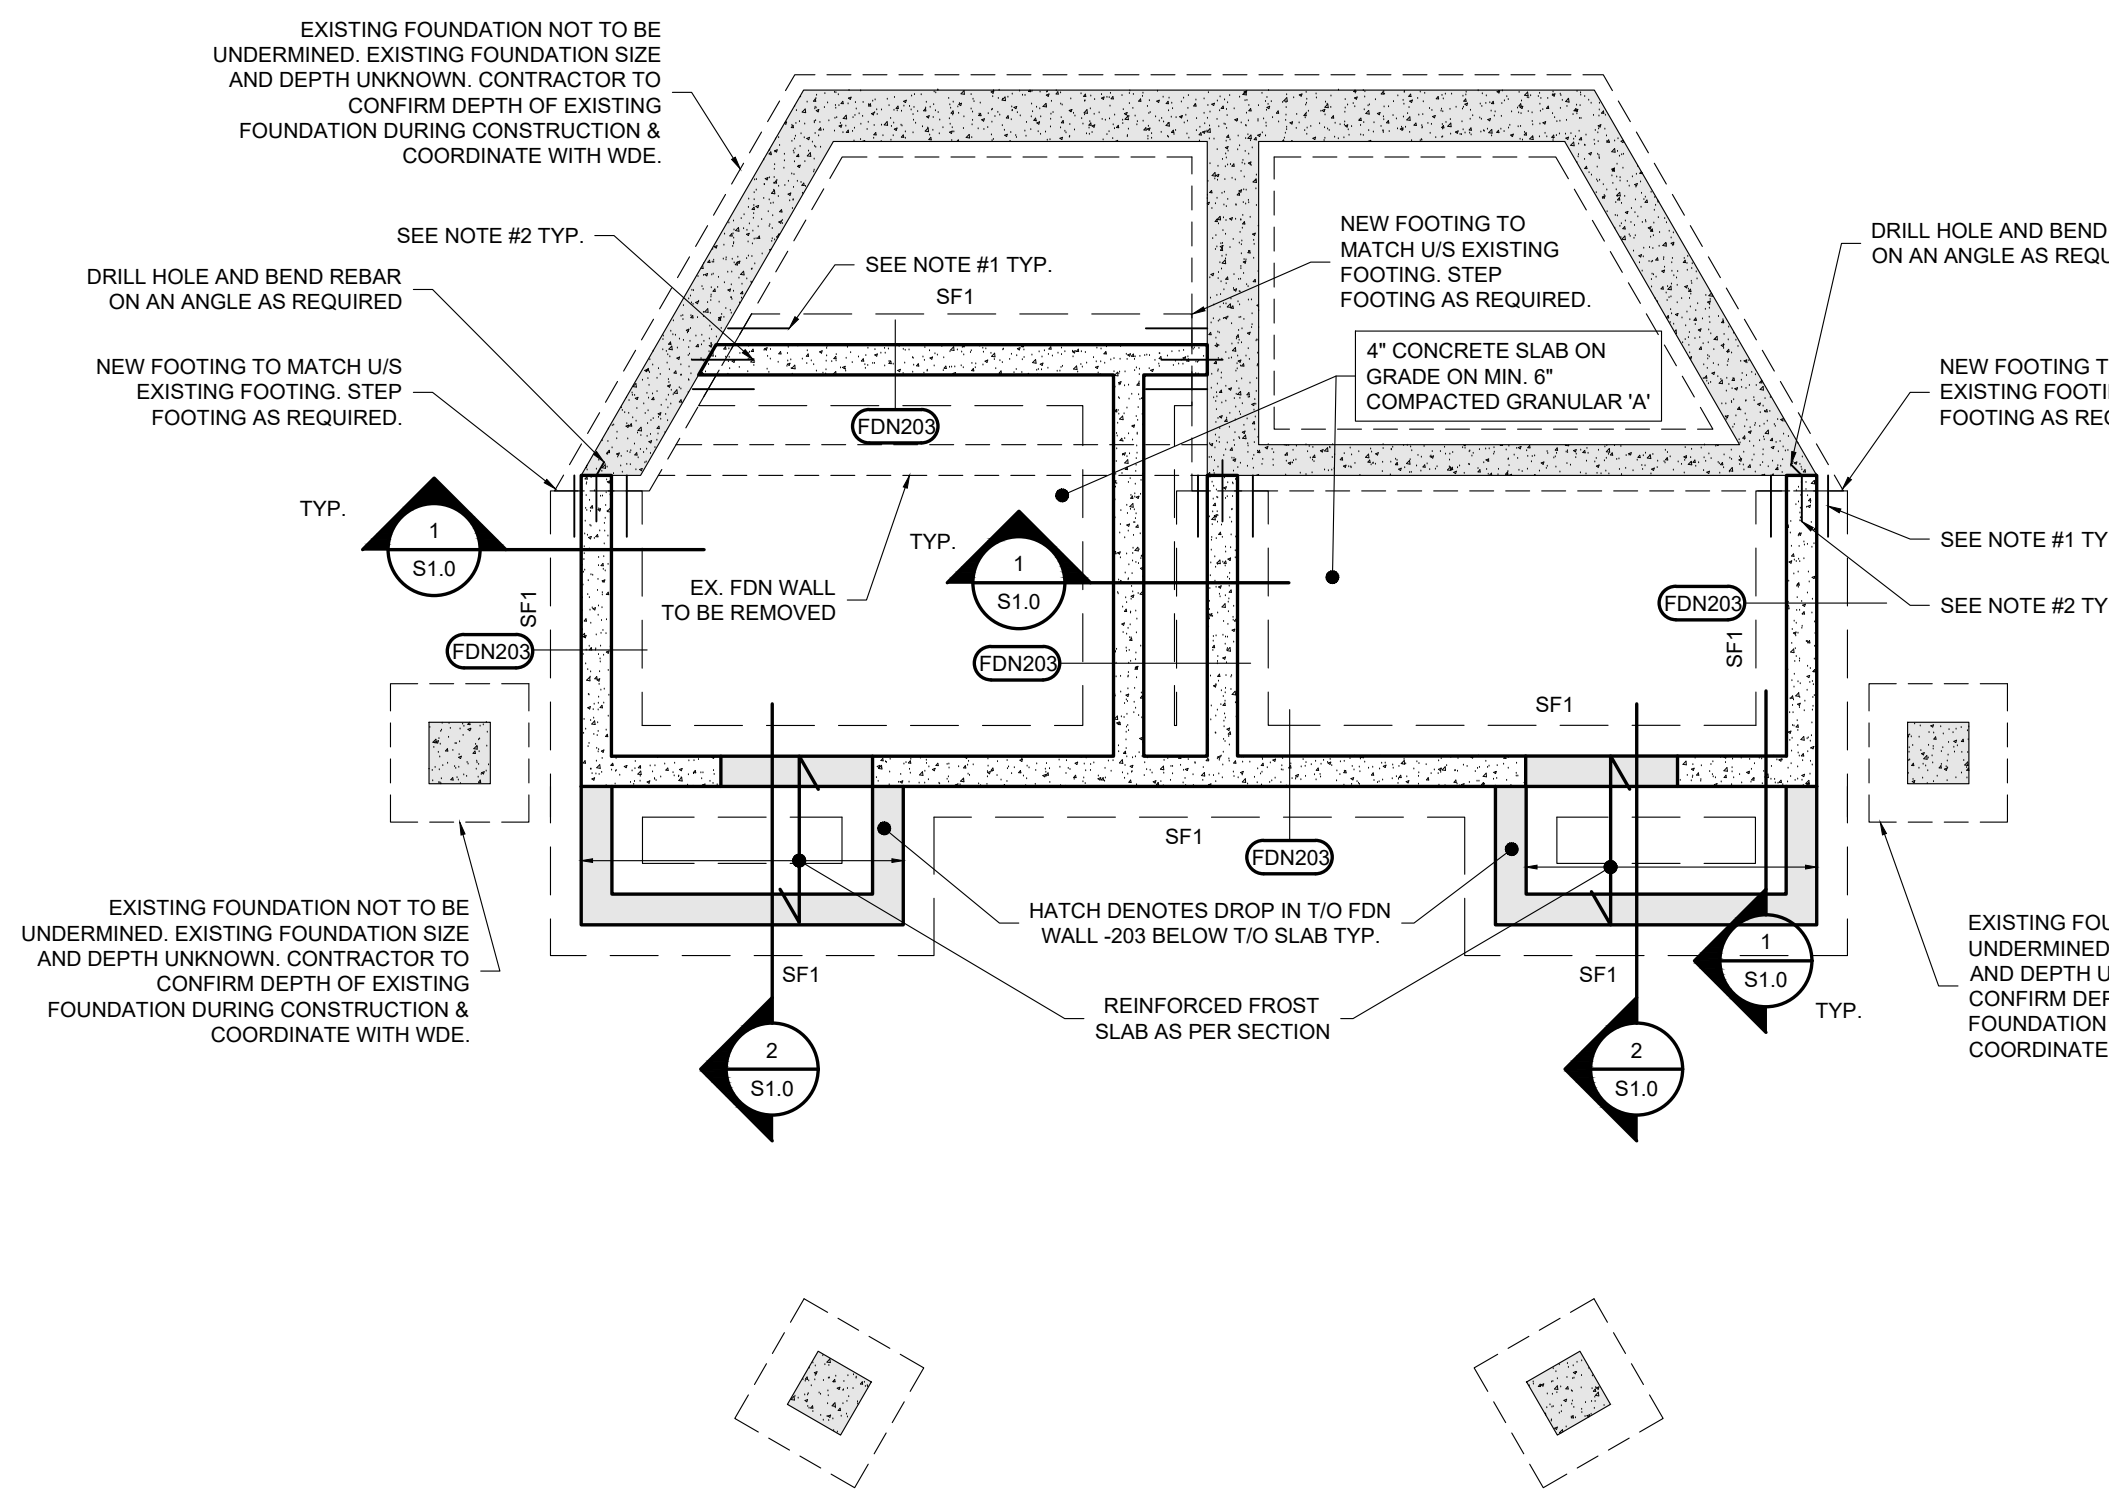 EXISTING FOUNDATION NOT TO BE
UNDERMINED. EXISTING FOUNDATION SIZE
AND DEPTH UNKNOWN. CONTRACTOR TO
CONFIRM DEPTH OF EXISTING
FOUNDATION DURING CONSTRUCTION &
COORDINATE WITH WDE.
SEE NOTE #2 TYP.
DRILL HOLE AND BEND REBAR
ON AN ANGLE AS REQUIRED
NEW FOOTING TO MATCH U/S
EXISTING FOOTING. STEP
FOOTING AS REQUIRED.
SEE NOTE #1 TYP.
SF1
NEW FOOTING TO
MATCH U/S EXISTING
FOOTING. STEP
FOOTING AS REQUIRED.
4" CONCRETE SLAB ON
GRADE ON MIN. 6"
COMPACTED GRANULAR 'A'
DRILL HOLE AND BEND
ON AN ANGLE AS REQU
NEW FOOTING T
EXISTING FOOTI
FOOTING AS REQ
FDN203
TYP.
1
S1.0
TYP.
1
S1.0
SEE NOTE #1 TY
SEE NOTE #2 TY
EX. FDN WALL
TO BE REMOVED
SF1
FDN203
FDN203
FDN203
SF1
SF1
SF1
FDN203
HATCH DENOTES DROP IN T/O FDN
WALL -203 BELOW T/O SLAB TYP.
EXISTING FOUNDATION NOT TO BE
UNDERMINED. EXISTING FOUNDATION SIZE
AND DEPTH UNKNOWN. CONTRACTOR TO
CONFIRM DEPTH OF EXISTING
FOUNDATION DURING CONSTRUCTION &
COORDINATE WITH WDE.
SF1
REINFORCED FROST
SLAB AS PER SECTION
SF1
1
S1.0
TYP.
EXISTING FOU
UNDERMINED
AND DEPTH U
CONFIRM DEP
FOUNDATION
COORDINATE
2
S1.0
2
S1.0